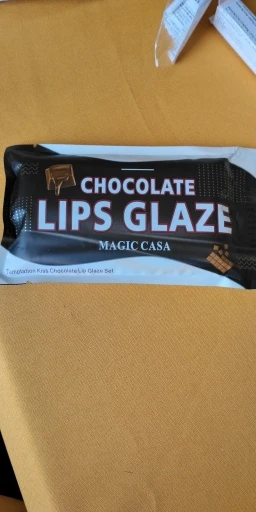 CHOCOLATE
LIPS GLAZE
MAGIC CASA
Temptation Kiss Chocolate Lip Glaze Set